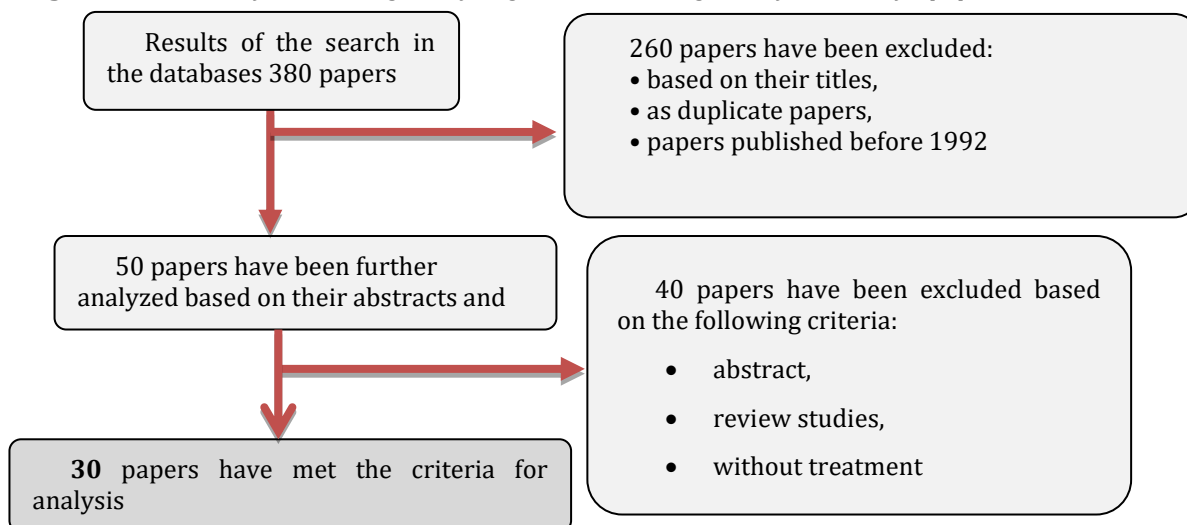 Results of the search in
the databases 380 papers
260 papers have been excluded:
• based on their titles,
• as duplicate papers,
• papers published before 1992
50 papers have been further
analyzed based on their abstracts and
40 papers have been excluded based
on the following criteria:
• abstract,
• review studies,
• without treatment
30 papers have met the criteria for
analysis